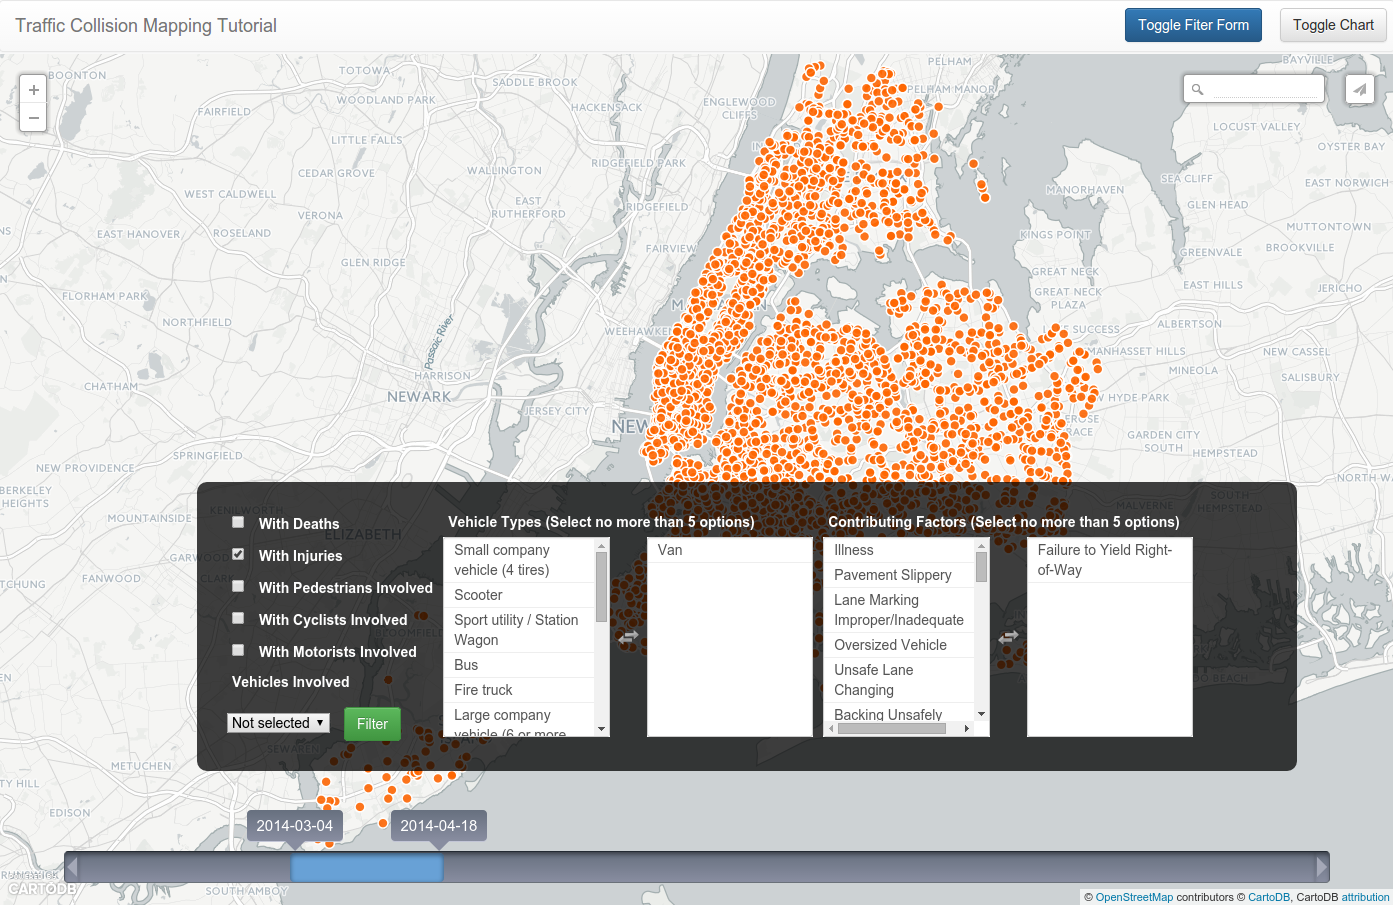 Traffic Collision Mapping Tutorial
Toggle Fiter Form
Toggle Chart
+
−
BOONTON
TOTOWA
SADDLE BROOK
WOODLAND PARK
HACKENSACK
FAIRFIELD
LITTLE FALLS
ENGLEWOOD
CLIFFS
PELHAM
PELHAM MANOR
BAYVILLE
LOCUST VALLEY
OYSTER BAY
RIDGEFIELD PARK
CEDAR GROVE
WALLINGTON
WEST CALDWELL
EAST
RUTHERFORD
RIDGEFIELD
VERONA
SEA CLIFF
EAST NORWICH
MANORHAVEN
GLEN HEAD
EAST HANOVER
ROSELAND
KINGS POINT
MUTTONTOWN
FAIRVIEW
BROOKVILLE
GREENVALE
GLEN RIDGE
GREAT NECK
FLORHAM PARK
GREAT NECK
PLAZA
EAST HILLS
JERICHO
NORTHFIELD
WEEHAWKEN
SUCCESS
ALBERTSON
Passaic River
MANHASSET HILLS
NEW CASSEL
HARRISON
MINEOLA
SALISBURY
CHATHAM
NEWARK
JERSEY CITY
HYDE PARK
NEW
GARDEN CITY
SOUTH
HEMPSTEAD
SPRINGFIELD
NEW PROVIDENCE
BERKELEY
HEIGHTS
KENILWORTH
MOUNTAINSIDE
ELIZABETH
MALVERNE
SOUTH
HEMPSTEAD
FANWOOD
With Deaths
With Injuries
With Pedestrians Involved
With Cyclists Involved
With Motorists Involved
Vehicles Involved
Not selected
Filter
Vehicle Types (Select no more than 5 options)
Small company
vehicle (4 tires)
Scooter
Sport utility / Station
Wagon
Bus
Fire truck
Large company
vehicle (6 or more
Van
Contributing Factors (Select no more than 5 options)
Illness
Pavement Slippery
Lane Marking
Improper/Inadequate
Oversized Vehicle
Unsafe Lane
Changing
Backing Unsafely
Failure to Yield Right-
of-Way
BLOOMFIELD
SEWAREN
METUCHEN
EDISON
2014-03-04
2014-04-18
CARTODB
SOUTH AMBOY
© OpenStreetMap contributors © CartoDB, CartoDB attribution